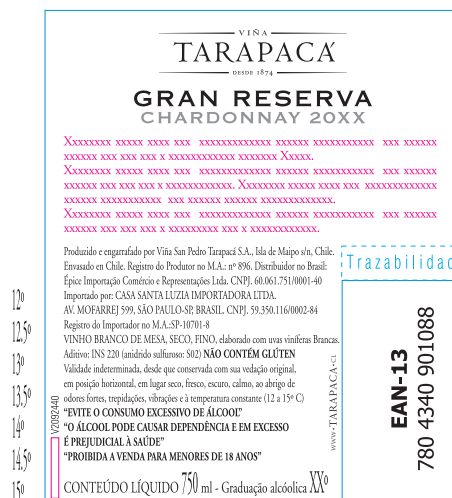 VIÑA
TARAPACÁ
DESDE 1874
GRAN RESERVA
CHARDONNAY 20XX
Xxxxxxxx xxxxx xxxx xxx xxxxxxxxxxxxx xxxxxx xxxxxxxxxxx xxx xxxxxx
xxxxxx xxx xxx xxx x xxxxxxxxxxxx xxxxxxx Xxxxx.
Xxxxxxxx xxxxx xxxx xxx xxxxxxxxxxxxx xxxxxx xxxxxxxxxxx xxx xxxxxx
xxxxxx xxx xxx xxx x xxxxxxxxxxxx. Xxxxxxxx xxxxx xxxx xxx xxxxxxxxxxxxx
xxxxxx xxxxxxxxxxx xxx xxxxxx xxxxxx xxxxxxxxxxxxx.
Xxxxxxxx xxxxx xxxx xxx xxxxxxxxxxxxx xxxxxx xxxxxxxxxxx xxx xxxxxx
xxxxxx xxx xxx xxx x xxxxxxxxx xxx x xxxxxxxxxxxx.
Produzido e engarrafado por Viña San Pedro Tarapacá S.A., Isla de Maipo s/n, Chile.
Envasado en Chile. Registro do Produtor no M.A.: nº 896. Distribuidor no Brasil:
Épice Importação Comércio e Representações Ltda. CNPJ. 60.061.751/0001-40
Importado por: CASA SANTA LUZIA IMPORTADORA LTDA.
AV. MOFARREJ 599, SÃO PAULO-SP, BRASIL. CNPJ. 59.350.116/0002-84
Registro do Importador no M.A.:SP-10701-8
VINHO BRANCO DE MESA, SECO, FINO, elaborado com uvas viníferas Brancas.
Aditivo: INS 220 (anidrido sulfuroso: S02) NÃO CONTÉM GLÚTEN
Validade indeterminada, desde que conservada com sua vedação original,
em posição horizontal, em lugar seco, fresco, escuro, calmo, ao abrigo de
odores fortes, trepidações, vibrações e à temperatura constante (12 a 15º C)
“EVITE O CONSUMO EXCESSIVO DE ÁLCOOL”
“O ÁLCOOL PODE CAUSAR DEPENDÊNCIA E EM EXCESSO
É PREJUDICIAL À SAÚDE”
“PROIBIDA A VENDA PARA MENORES DE 18 ANOS”
CONTEÚDO LÍQUIDO 750 ml - Graduação alcóolica XXº
12º
12,5º
13º
13,5º
14º
14,5º
15º
V2092440
WWW·TARAPACA·CL
Trazabilidad
EAN-13
780 4340 901088